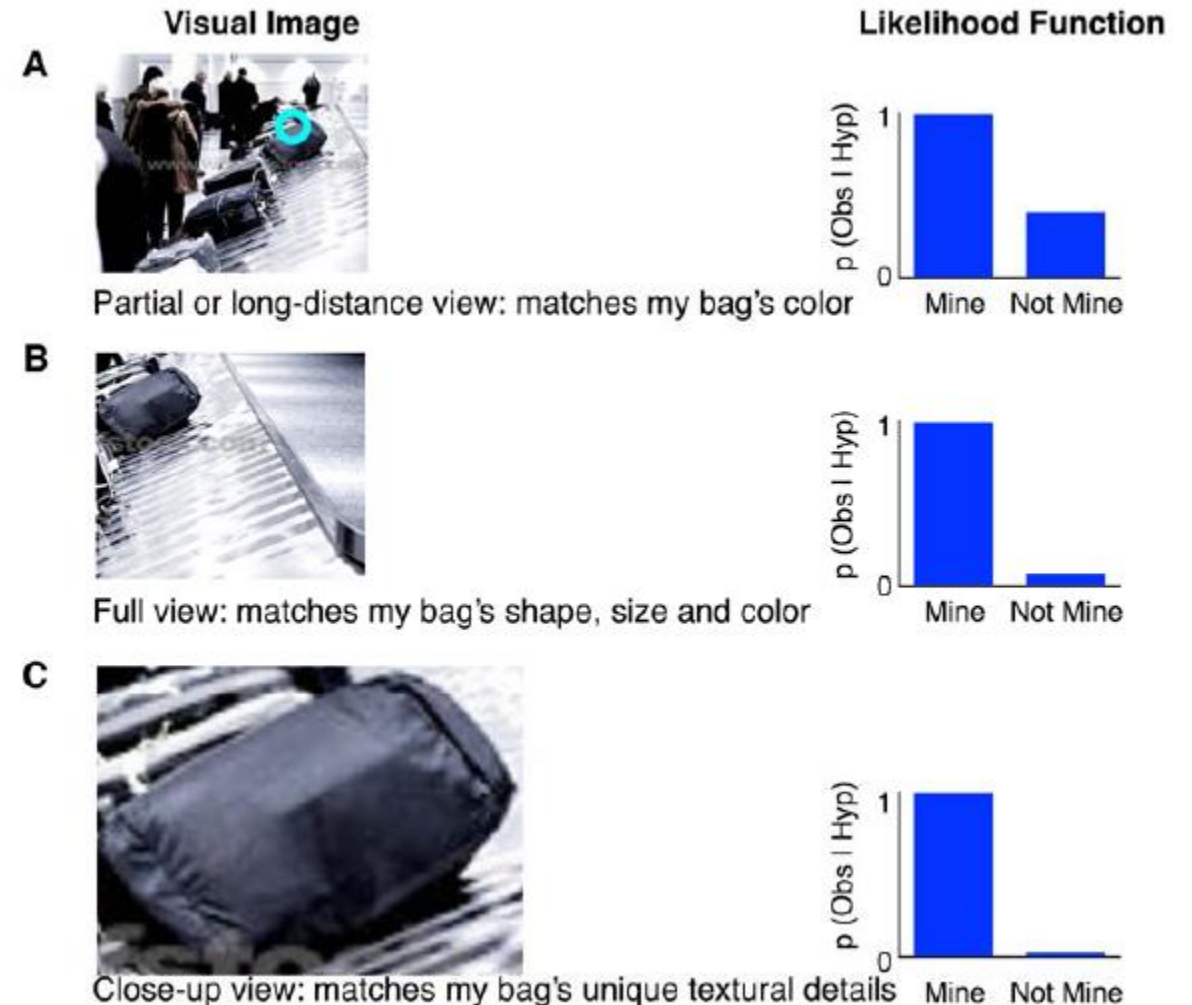 Visual Image
Likelihood Function
A
p (Obs | Hyp)
1
0
Mine
Not Mine
Partial or long-distance view: matches my bag's color
B
p (Obs | Hyp)
1
0
Mine
Not Mine
Full view: matches my bag's shape, size and color
C
p (Obs | Hyp)
1
0
Mine
Not Mine
Close-up view: matches my bag's unique textural details